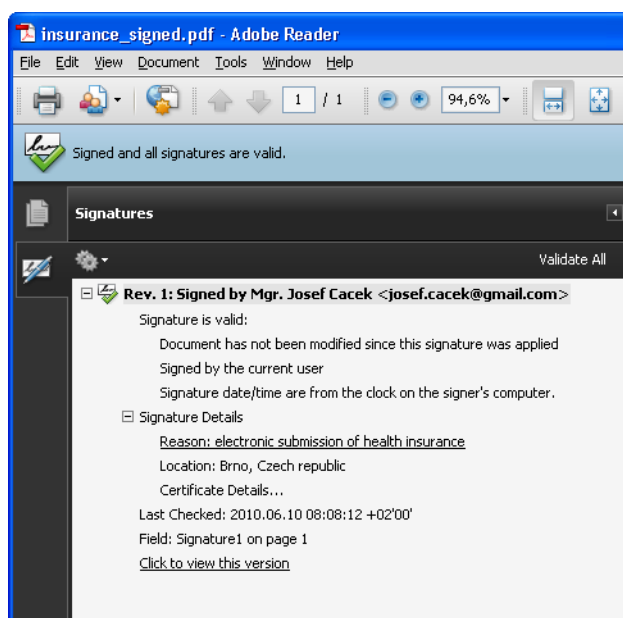 insurance_signed.pdf - Adobe Reader
File Edit View Document Tools Window Help
1 / 1 94,6%
Signed and all signatures are valid.
Signatures
Validate All
Rev. 1: Signed by Mgr. Josef Cacek <josef.cacek@gmail.com>
Signature is valid:
Document has not been modified since this signature was applied
Signed by the current user
Signature date/time are from the clock on the signer's computer.
Signature Details
Reason: electronic submission of health insurance
Location: Brno, Czech republic
Certificate Details...
Last Checked: 2010.06.10 08:08:12 +02'00'
Field: Signature1 on page 1
Click to view this version